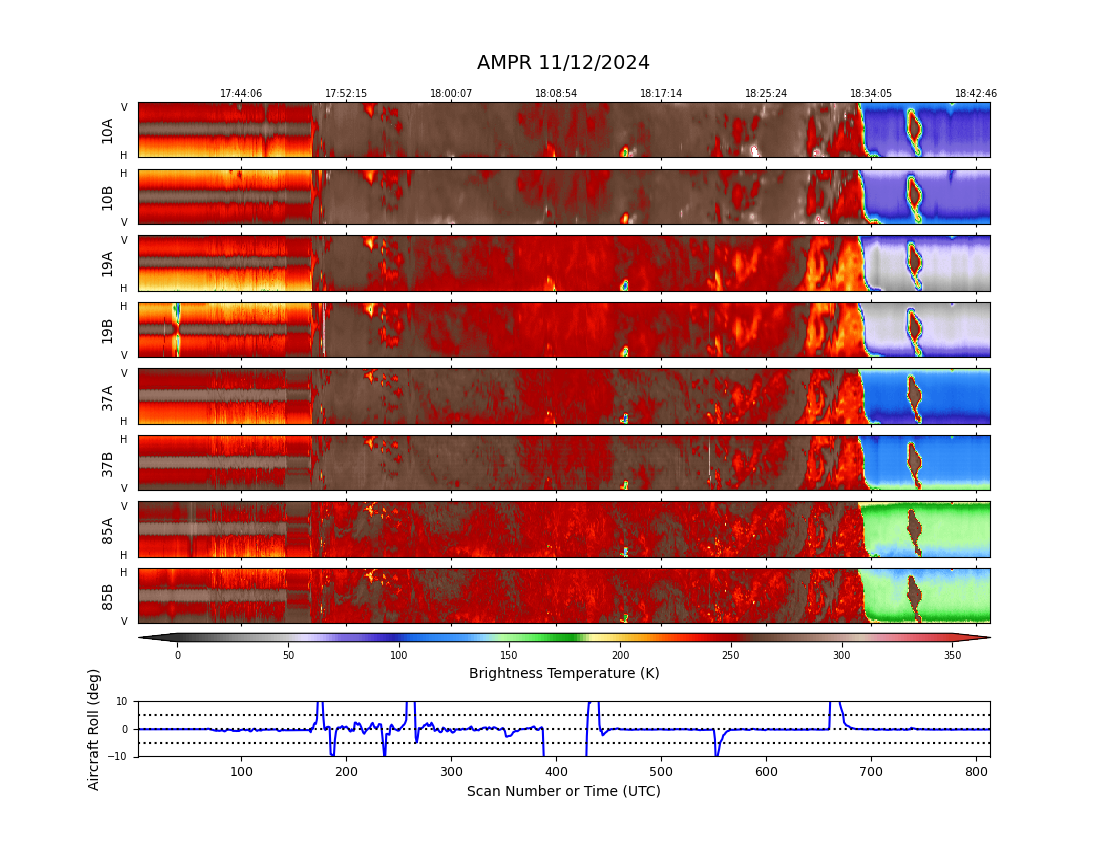 AMPR 11/12/2024
17:44:06 17:52:15 18:00:07 18:08:54 18:17:14 18:25:24 18:34:05 18:42:46
V
10A
H
H
10B
V
V
19A
H
H
19B
V
V
37A
H
H
37B
V
V
85A
H
H
85B
V
0 50 100 150 200 250 300 350
Brightness Temperature (K)
Aircraft Roll (deg)
10
0
−10
100 200 300 400 500 600 700 800
Scan Number or Time (UTC)